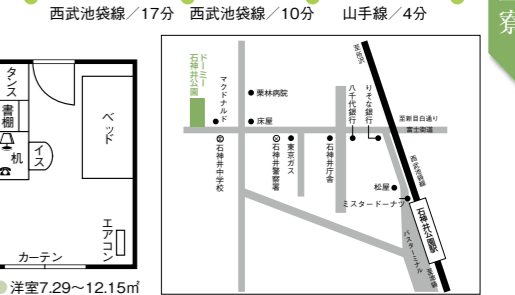 西武池袋線／17分　西武池袋線／10分　山手線／4分
寮
タンス
書棚
机
イス
ベッド
エアコン
カーテン
洋室7.29〜12.15㎡
ドーミー
石神井公園
マクドナルド
栗林病院
床屋
石神井中学校
石神井警察署
東京ガス
石神井庁舎
八千代銀行
りそな銀行
至所沢
至新目白通り
富士街道
西武池袋線
松屋
ミスタードーナツ
石神井公園駅
バスターミナル
至池袋